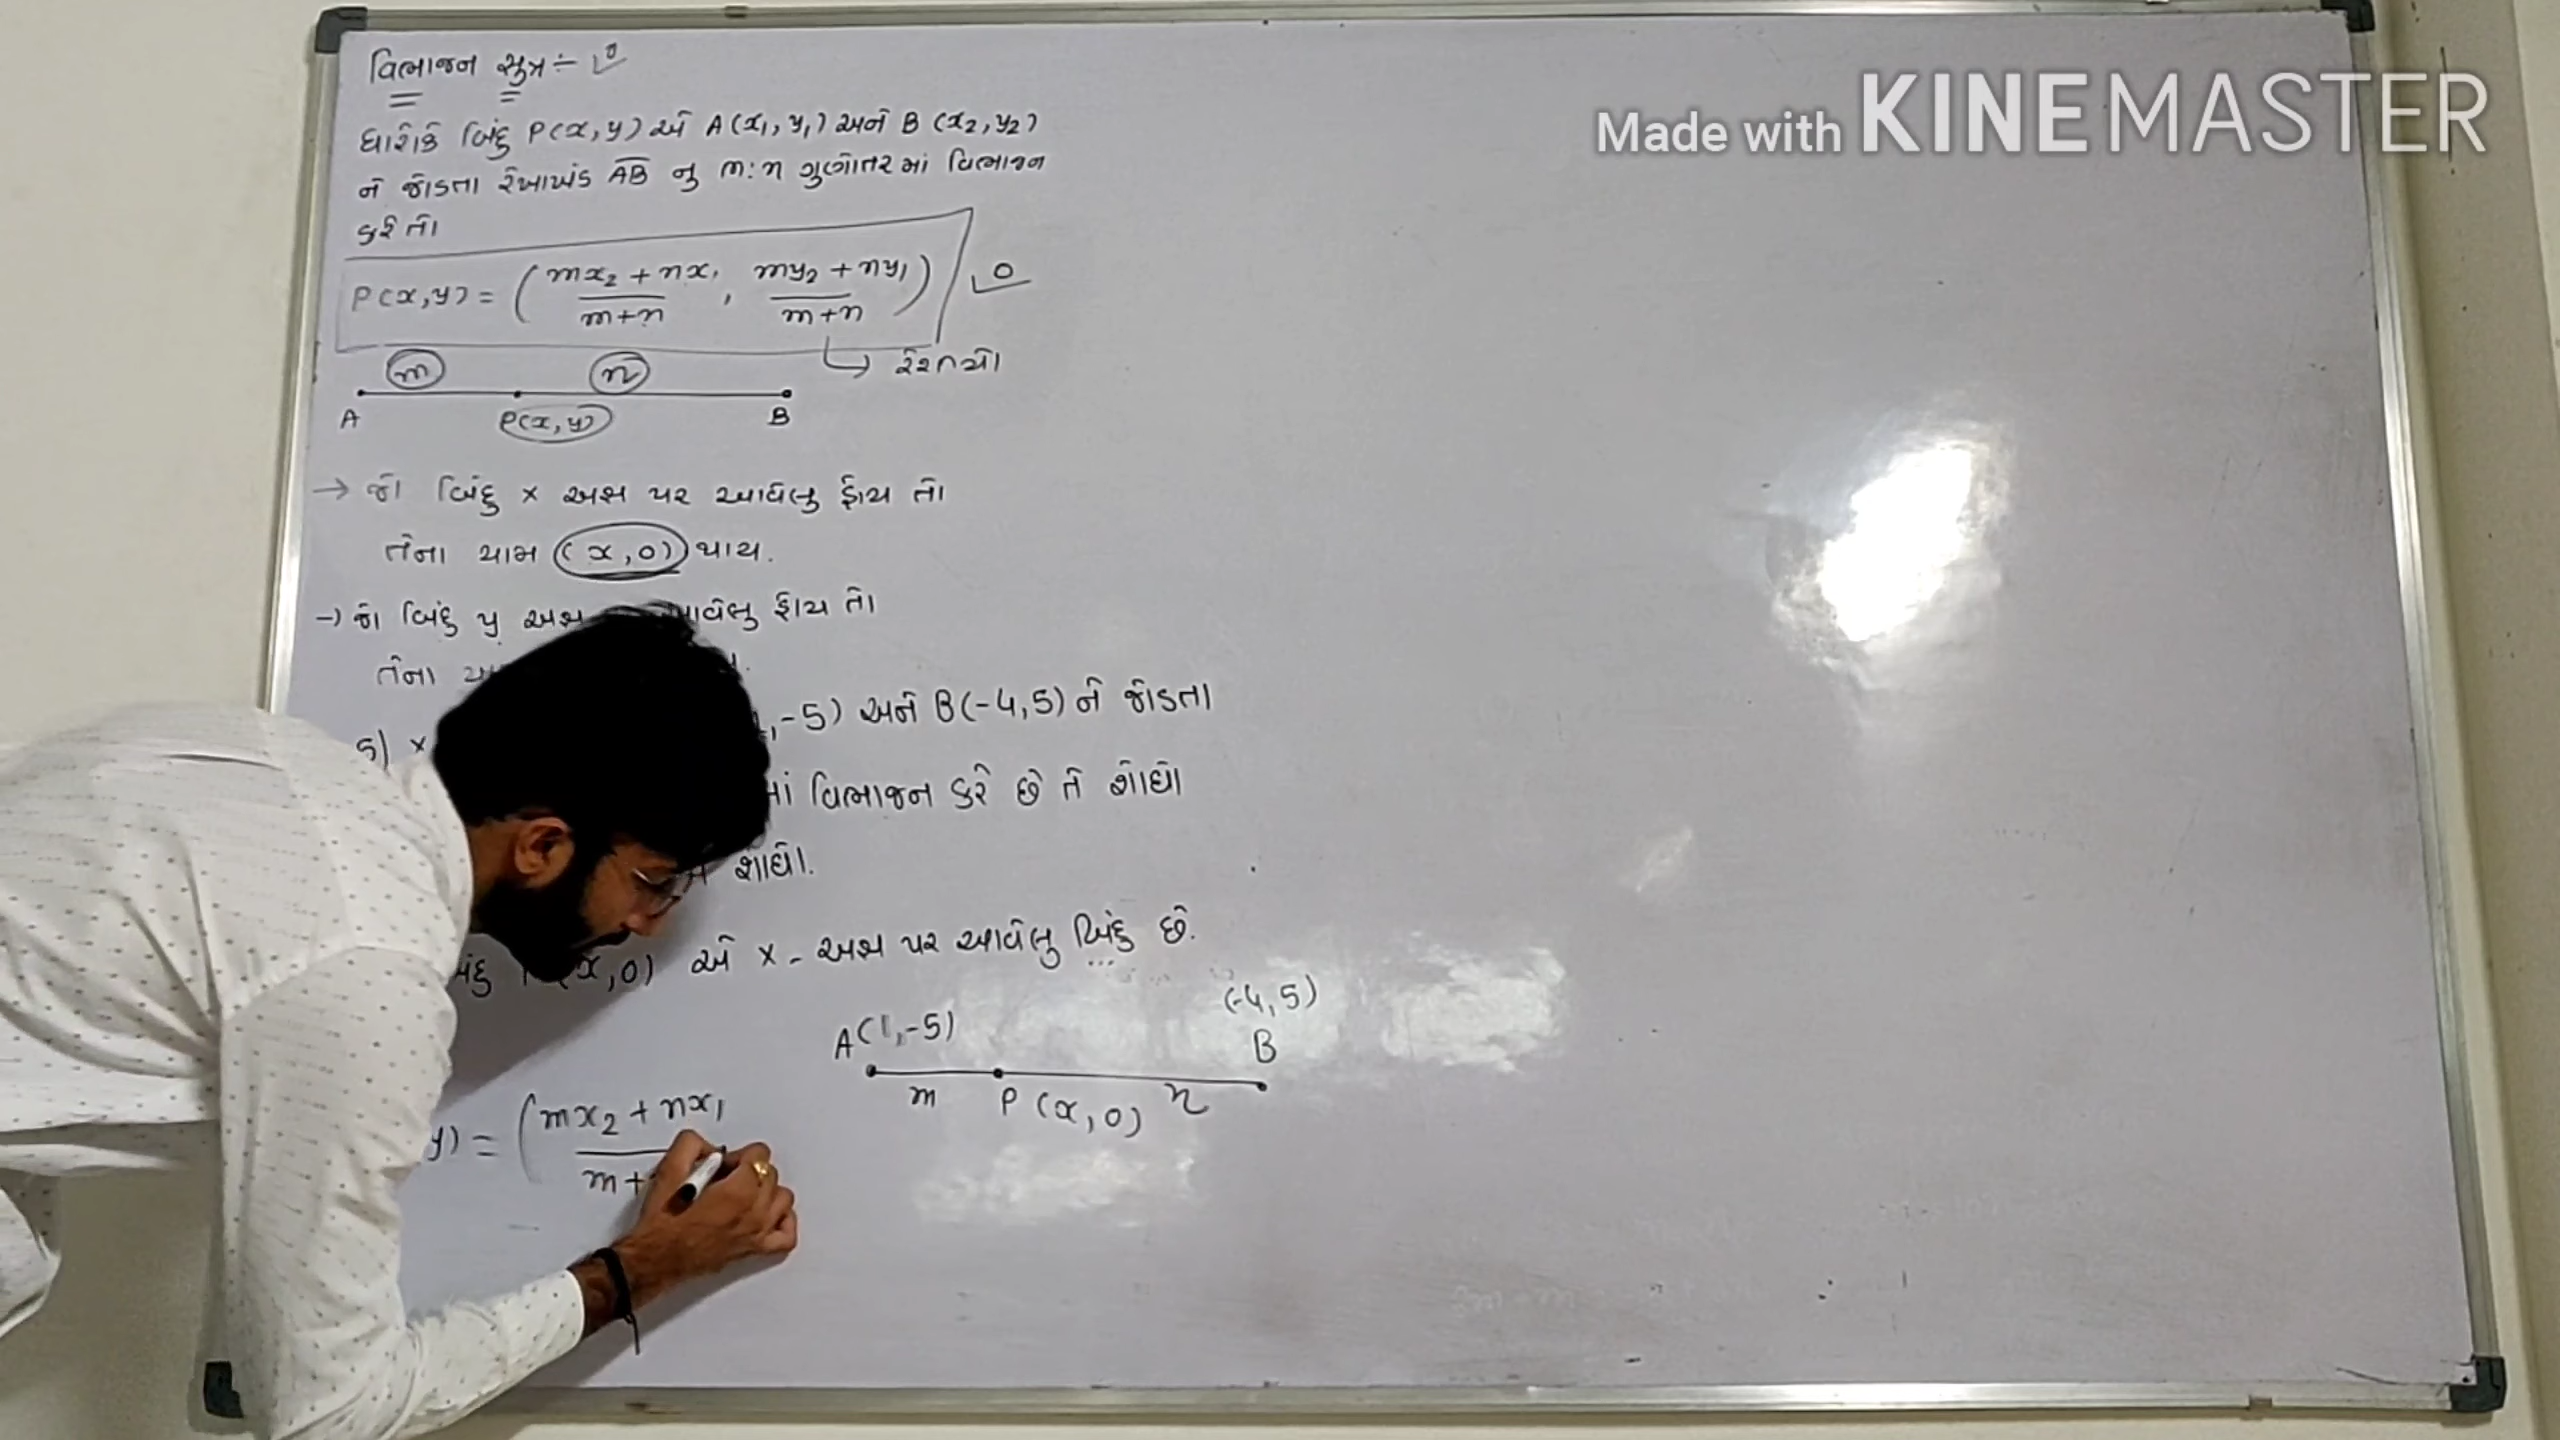 વિભાજન સુત્ર ÷
Made with KINEMASTER
ધારોકે બિંદુ P(x,y) એ A(x₁,y₁) અને B(x₂,y₂)
ને જોડતા રેખાખંડ AB̅ નુ m:n ગુણોતરમાં વિભાજન
કરે તો
P(x,y) = ( mx₂+nx₁ / m+n , my₂+ny₁ / m+n )
m n
A P(x,y) B
→ જો બિંદુ x અક્ષ પર આવેલુ હોય તો
તેના યામ (x,0) થાય.
→ જો બિંદુ y અક્ષ આવેલુ હોય તો
તેના
5) x ,-5) અને B(-4,5) ને જોડતા
માં વિભાજન કરે છે તે શોધો
શોધો.
(x,0) એ x - અક્ષ પર આવેલુ બિંદુ છે.
A(1,-5) (-4,5)
B
m P(x,0) n
y) = ( mx₂+nx₁ / m+